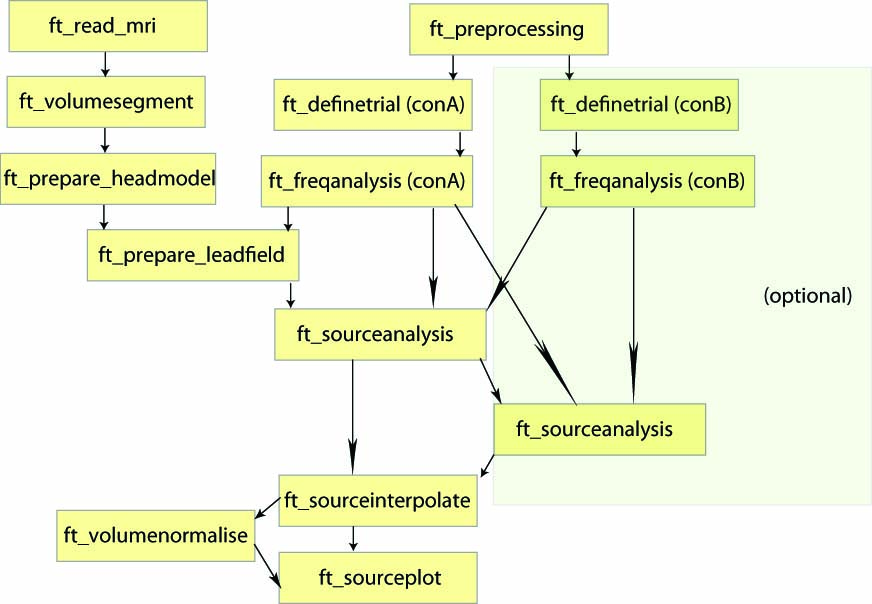 ft_read_mri
ft_preprocessing
ft_volumesegment
ft_definetrial (conA)
ft_definetrial (conB)
ft_prepare_headmodel
ft_freqanalysis (conA)
ft_freqanalysis (conB)
ft_prepare_leadfield
(optional)
ft_sourceanalysis
ft_sourceanalysis
ft_sourceinterpolate
ft_volumenormalise
ft_sourceplot